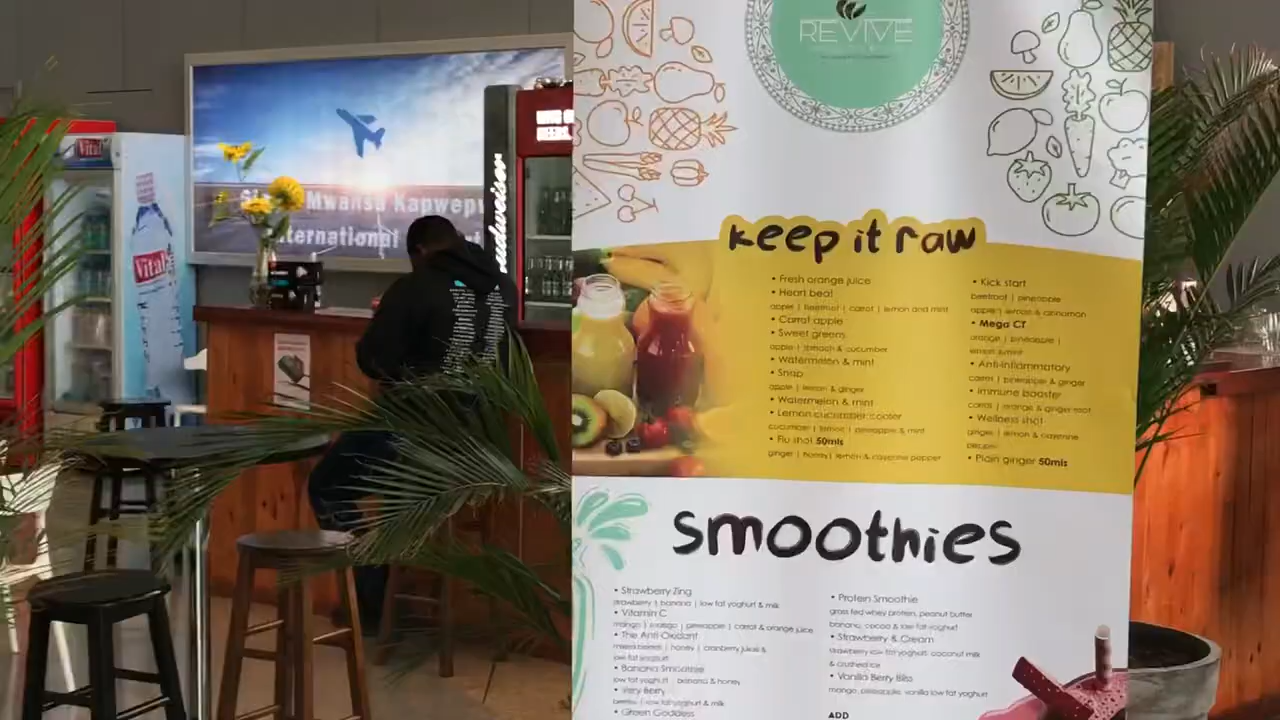 REVIVE
Vital
Vital
Budweiser
KING OF
BEERS.
Mwansa Kapwepw
International
keep it raw
• Fresh orange juice
• Heart beat
apple | beetroot | carrot | lemon and mint
• Carrot apple
• Sweet greens
apple | spinach & cucumber
• Watermelon & mint
• Snap
apple | lemon & ginger
• Watermelon & mint
• Lemon cucumber cooler
cucumber | lemon | pineapple & mint
• Flu shot 50mls
ginger | honey | lemon & cayenne pepper
• Kick start
beetroot | pineapple
apple | lemon & cinnamon
• Mega CT
orange | pineapple |
lemon & mint
• Anti-inflammatory
carrot | pineapple & ginger
• Immune booster
carrot | orange & ginger root
• Wellness shot
ginger | lemon & cayenne
pepper
• Plain ginger 50mls
smoothies
• Strawberry Zing
strawberry | banana | low fat yoghurt & milk
• Vitamin C
mango | pineapple | carrot & orange juice
• The Anti-Oxidant
mixed berries | honey | cranberry juice &
low fat yoghurt
• Banana Smoothie
low fat yoghurt banana & honey
• Very Berry
berries | low fat yoghurt & milk
• Green Goddess
• Protein Smoothie
grass fed whey protein, peanut butter
banana, cocoa & low fat yoghurt
• Strawberry & Cream
strawberry low fat yoghurt, coconut milk
& crushed ice
• Vanilla Berry Bliss
mango, pineapple, vanilla low fat yoghurt
ADD